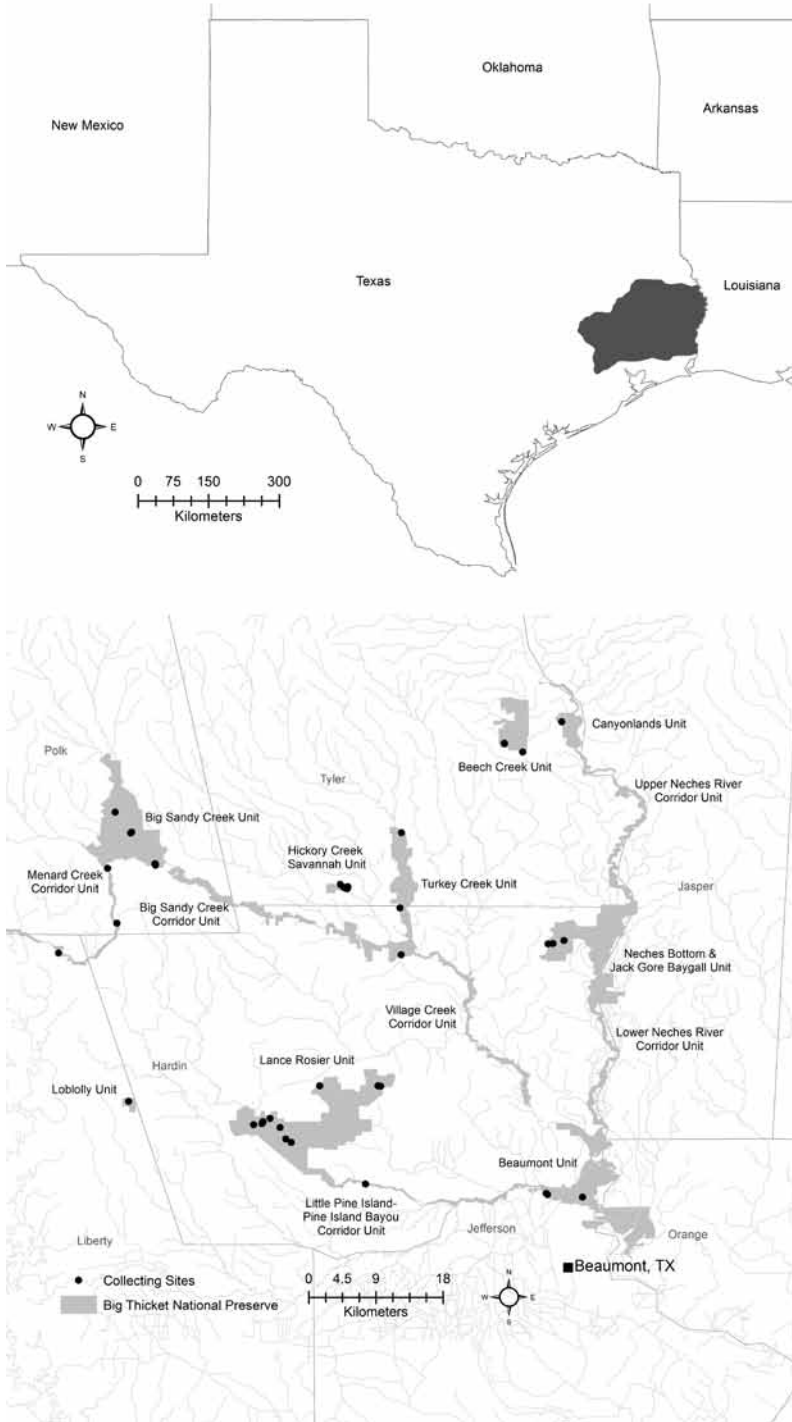 Oklahoma
Arkansas
New Mexico
Texas
Louisiana
N
W E
S
0 75 150 300
Kilometers
Canyonlands Unit
Polk
Beech Creek Unit
Tyler
Upper Neches River
Corridor Unit
Big Sandy Creek Unit
Hickory Creek
Savannah Unit
Menard Creek
Corridor Unit
Turkey Creek Unit
Jasper
Big Sandy Creek
Corridor Unit
Neches Bottom &
Jack Gore Baygall Unit
Village Creek
Corridor Unit
Lower Neches River
Corridor Unit
Hardin
Lance Rosier Unit
Loblolly Unit
Beaumont Unit
Little Pine Island-
Pine Island Bayou
Corridor Unit
Jefferson
Orange
Liberty
Beaumont, TX
Collecting Sites
Big Thicket National Preserve
0 4.5 9 18
Kilometers
N
W E
S